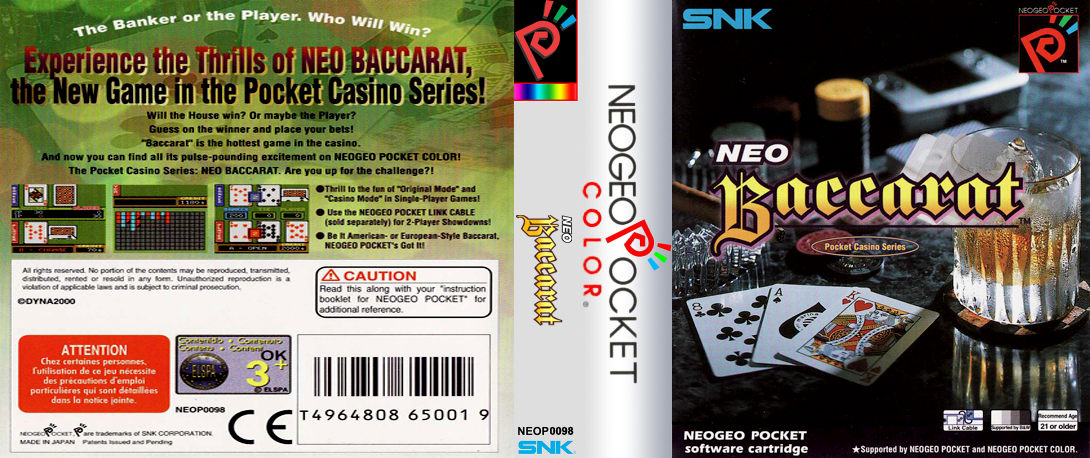 The Banker or the Player. Who Will Win?
Experience the Thrills of NEO BACCARAT,
the New Game in the Pocket Casino Series!
Will the House win? Or maybe the Player?
Guess on the winner and place your bets!
"Baccarat" is the hottest game in the casino.
And now you can find all its pulse-pounding excitement on NEOGEO POCKET COLOR!
The Pocket Casino Series: NEO BACCARAT. Are you up for the challenge?!
●Thrill to the fun of "Original Mode" and
"Casino Mode" in Single-Player Games!
● Use the NEOGEO POCKET LINK CABLE
(sold separately) for 2-Player Showdowns!
● Be It American- or European-Style Baccarat,
NEOGEO POCKET's Got It!
All rights reserved. No portion of the contents may be reproduced, transmitted,
distributed, rented or resold in any form. Unauthorized reproduction is a
violation of applicable laws and is subject to criminal prosecution.
©DYNA2000
⚠ CAUTION
Read this along with your "instruction
booklet for NEOGEO POCKET" for
additional reference.
ATTENTION
Chez certaines personnes,
l'utilisation de ce jeu nécessite
des précautions d'emploi
particulières qui sont détaillées
dans la notice jointe.
Contenido · Contenuto
Contenu · Content
ELSPA
OK
3+
© ELSPA
NEOP0098
CE
T4964808 65001 9
NEOGEO POCKET, are trademarks of SNK CORPORATION.
MADE IN JAPAN Patents Issued and Pending
NEOGEO POCKET
COLOR®
NEO
Baccarat
NEOP0098
SNK
SNK
NEOGEO POCKET
TM
NEO
Baccarat™
Pocket Casino Series
8
A
K
Link Cable
Supported by B&W
Recommend Age
21 or older
NEOGEO POCKET
software cartridge
★Supported by NEOGEO POCKET and NEOGEO POCKET COLOR.